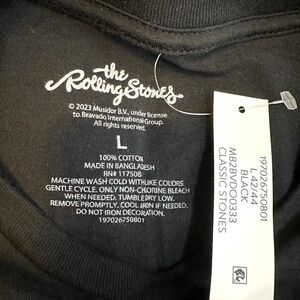 the
Rolling Stones
© 2023 Musidor B.V., under license
to Bravado International Group.
All rights reserved.
L
100% COTTON
MADE IN BANGLADESH
RN# 117508
MACHINE WASH COLD W/LIKE COLORS.
GENTLE CYCLE. ONLY NON-CHLORINE BLEACH
WHEN NEEDED. TUMBLE DRY LOW.
REMOVE PROMPTLY. COOL IRON IF NEEDED.
DO NOT IRON DECORATION.
197026750801
197026750801
L 42/44
BLACK
MB2BVDO0333
CLASSIC STONES